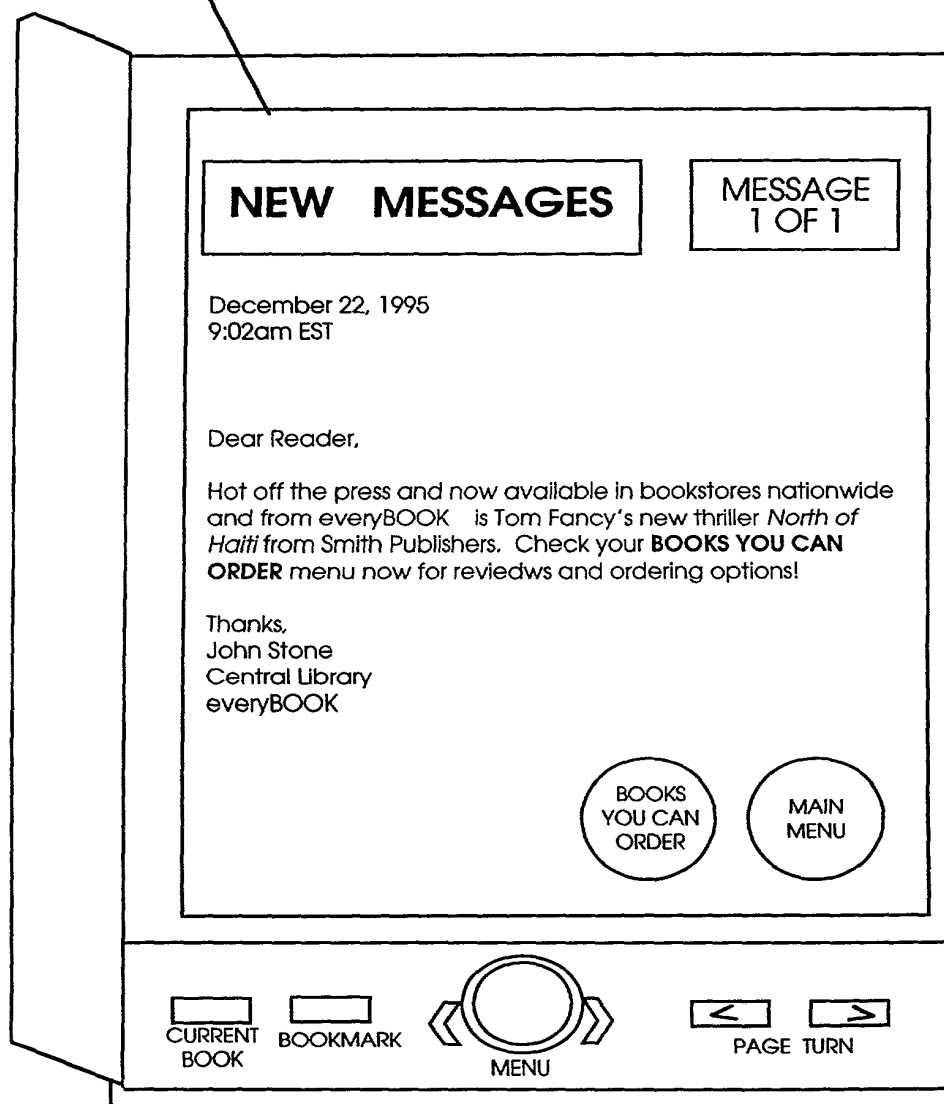 NEW MESSAGES
MESSAGE
1 OF 1
December 22, 1995
9:02am EST
Dear Reader,
Hot off the press and now available in bookstores nationwide
and from everyBOOK is Tom Fancy's new thriller North of
Haiti from Smith Publishers. Check your BOOKS YOU CAN
ORDER menu now for reviedws and ordering options!
Thanks,
John Stone
Central Library
everyBOOK
BOOKS
YOU CAN
ORDER
MAIN
MENU
CURRENT
BOOK
BOOKMARK
MENU
< >
PAGE TURN